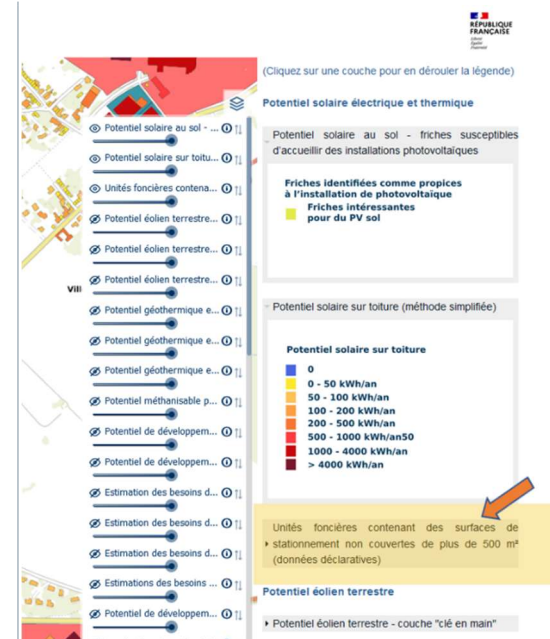 RÉPUBLIQUE
FRANÇAISE
Liberté
Égalité
Fraternité
(Cliquez sur une couche pour en dérouler la légende)
Potentiel solaire électrique et thermique
Potentiel solaire au sol - ...
Potentiel solaire sur toitu...
Unités foncières contena...
Potentiel éolien terrestre...
Potentiel éolien terrestre...
Potentiel éolien terrestre...
Vill
Potentiel géothermique e...
Potentiel géothermique e...
Potentiel géothermique e...
Potentiel méthanisable p...
Potentiel de développem...
Potentiel de développem...
Estimation des besoins d...
Estimation des besoins d...
Estimation des besoins d...
Estimations des besoins ...
Potentiel de développem...
Potentiel solaire au sol - friches susceptibles
d'accueillir des installations photovoltaïques
Friches identifiées comme propices
à l'installation de photovoltaïque
Friches intéressantes
pour du PV sol
Potentiel solaire sur toiture (méthode simplifiée)
Potentiel solaire sur toiture
0
0 - 50 kWh/an
50 - 100 kWh/an
100 - 200 kWh/an
200 - 500 kWh/an
500 - 1000 kWh/an50
1000 - 4000 kWh/an
> 4000 kWh/an
Unités foncières contenant des surfaces de
stationnement non couvertes de plus de 500 m²
(données déclaratives)
Potentiel éolien terrestre
Potentiel éolien terrestre - couche "clé en main"